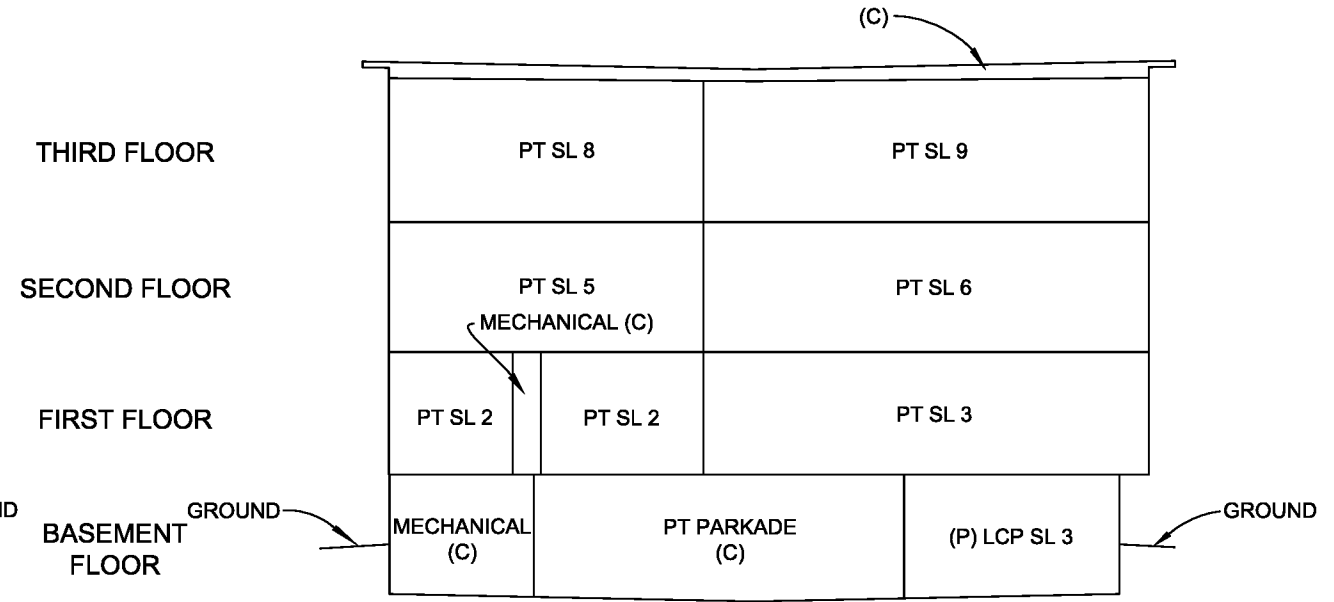 (C)
THIRD FLOOR
PT SL 8
PT SL 9
SECOND FLOOR
PT SL 5
PT SL 6
MECHANICAL (C)
FIRST FLOOR
PT SL 2
PT SL 2
PT SL 3
ND
GROUND
BASEMENT
FLOOR
MECHANICAL
(C)
PT PARKADE
(C)
(P) LCP SL 3
GROUND